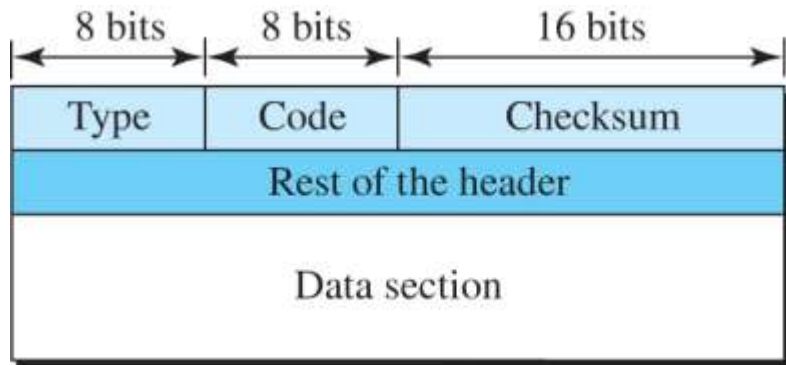 8 bits 8 bits 16 bits
Type Code Checksum
Rest of the header
Data section